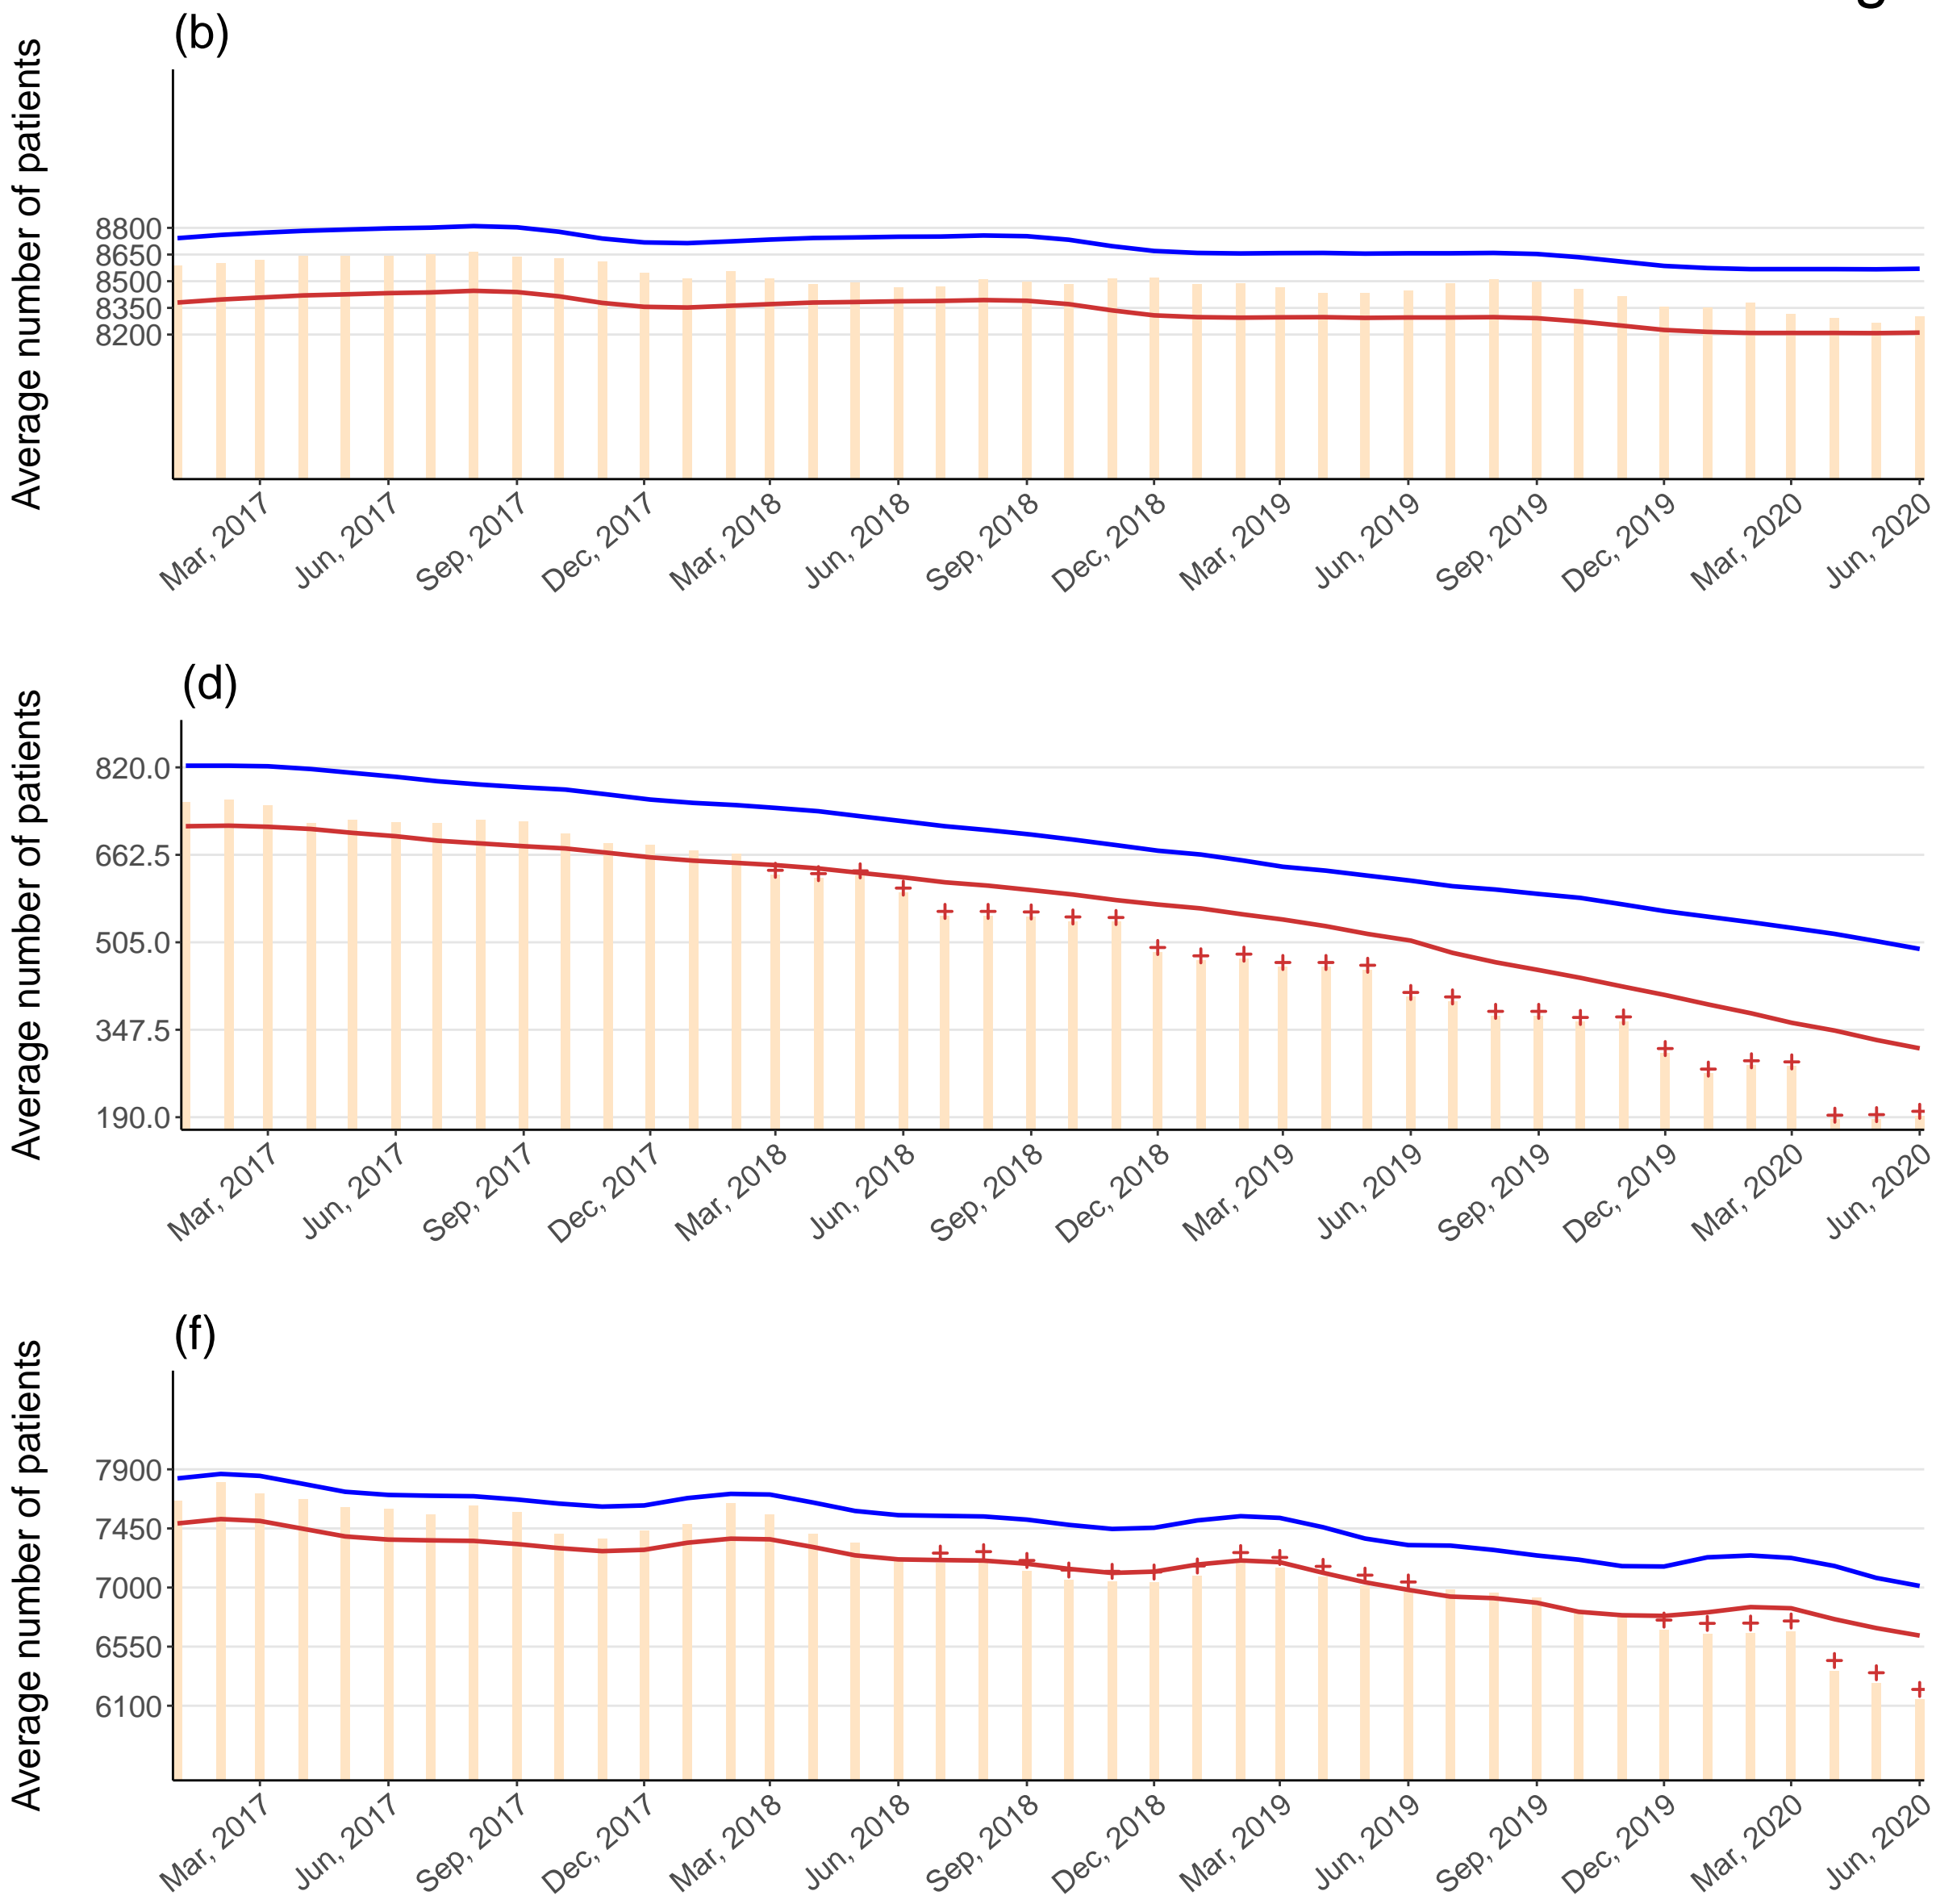 g
(b)
Average number of patients
8800
8650
8500
8350
8200
Mar, 2017
Jun, 2017
Sep, 2017
Dec, 2017
Mar, 2018
Jun, 2018
Sep, 2018
Dec, 2018
Mar, 2019
Jun, 2019
Sep, 2019
Dec, 2019
Mar, 2020
Jun, 2020
(d)
Average number of patients
820.0
662.5
505.0
347.5
190.0
Mar, 2017
Jun, 2017
Sep, 2017
Dec, 2017
Mar, 2018
Jun, 2018
Sep, 2018
Dec, 2018
Mar, 2019
Jun, 2019
Sep, 2019
Dec, 2019
Mar, 2020
Jun, 2020
(f)
Average number of patients
7900
7450
7000
6550
6100
Mar, 2017
Jun, 2017
Sep, 2017
Dec, 2017
Mar, 2018
Jun, 2018
Sep, 2018
Dec, 2018
Mar, 2019
Jun, 2019
Sep, 2019
Dec, 2019
Mar, 2020
Jun, 2020